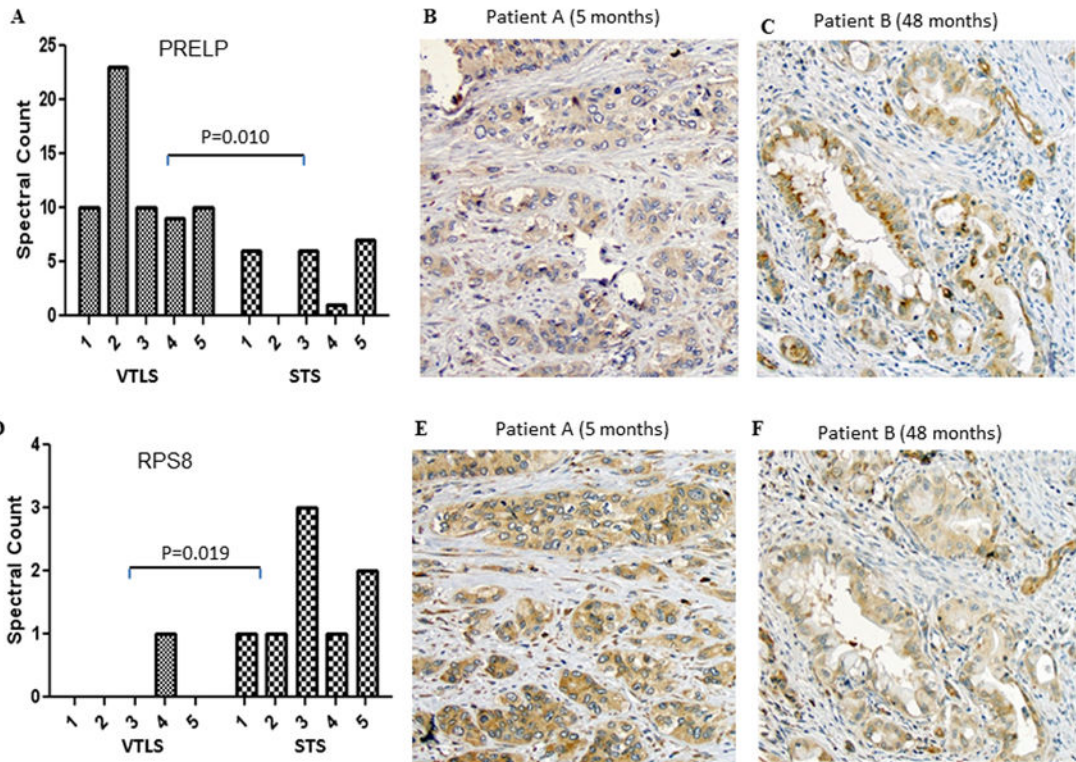 A
PRELP
25
20
15
10
5
0
Spectral Count
P=0.010
1 2 3 4 5 1 2 3 4 5
VTLS STS
B Patient A (5 months)
C Patient B (48 months)
D
RPS8
4
3
2
1
0
Spectral Count
P=0.019
1 2 3 4 5 1 2 3 4 5
VTLS STS
E Patient A (5 months)
F Patient B (48 months)